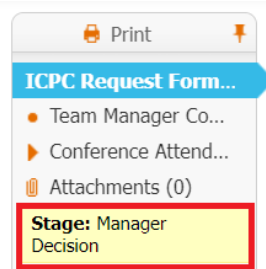 Print
ICPC Request Form...
Team Manager Co...
Conference Attend...
Attachments (0)
Stage: Manager
Decision